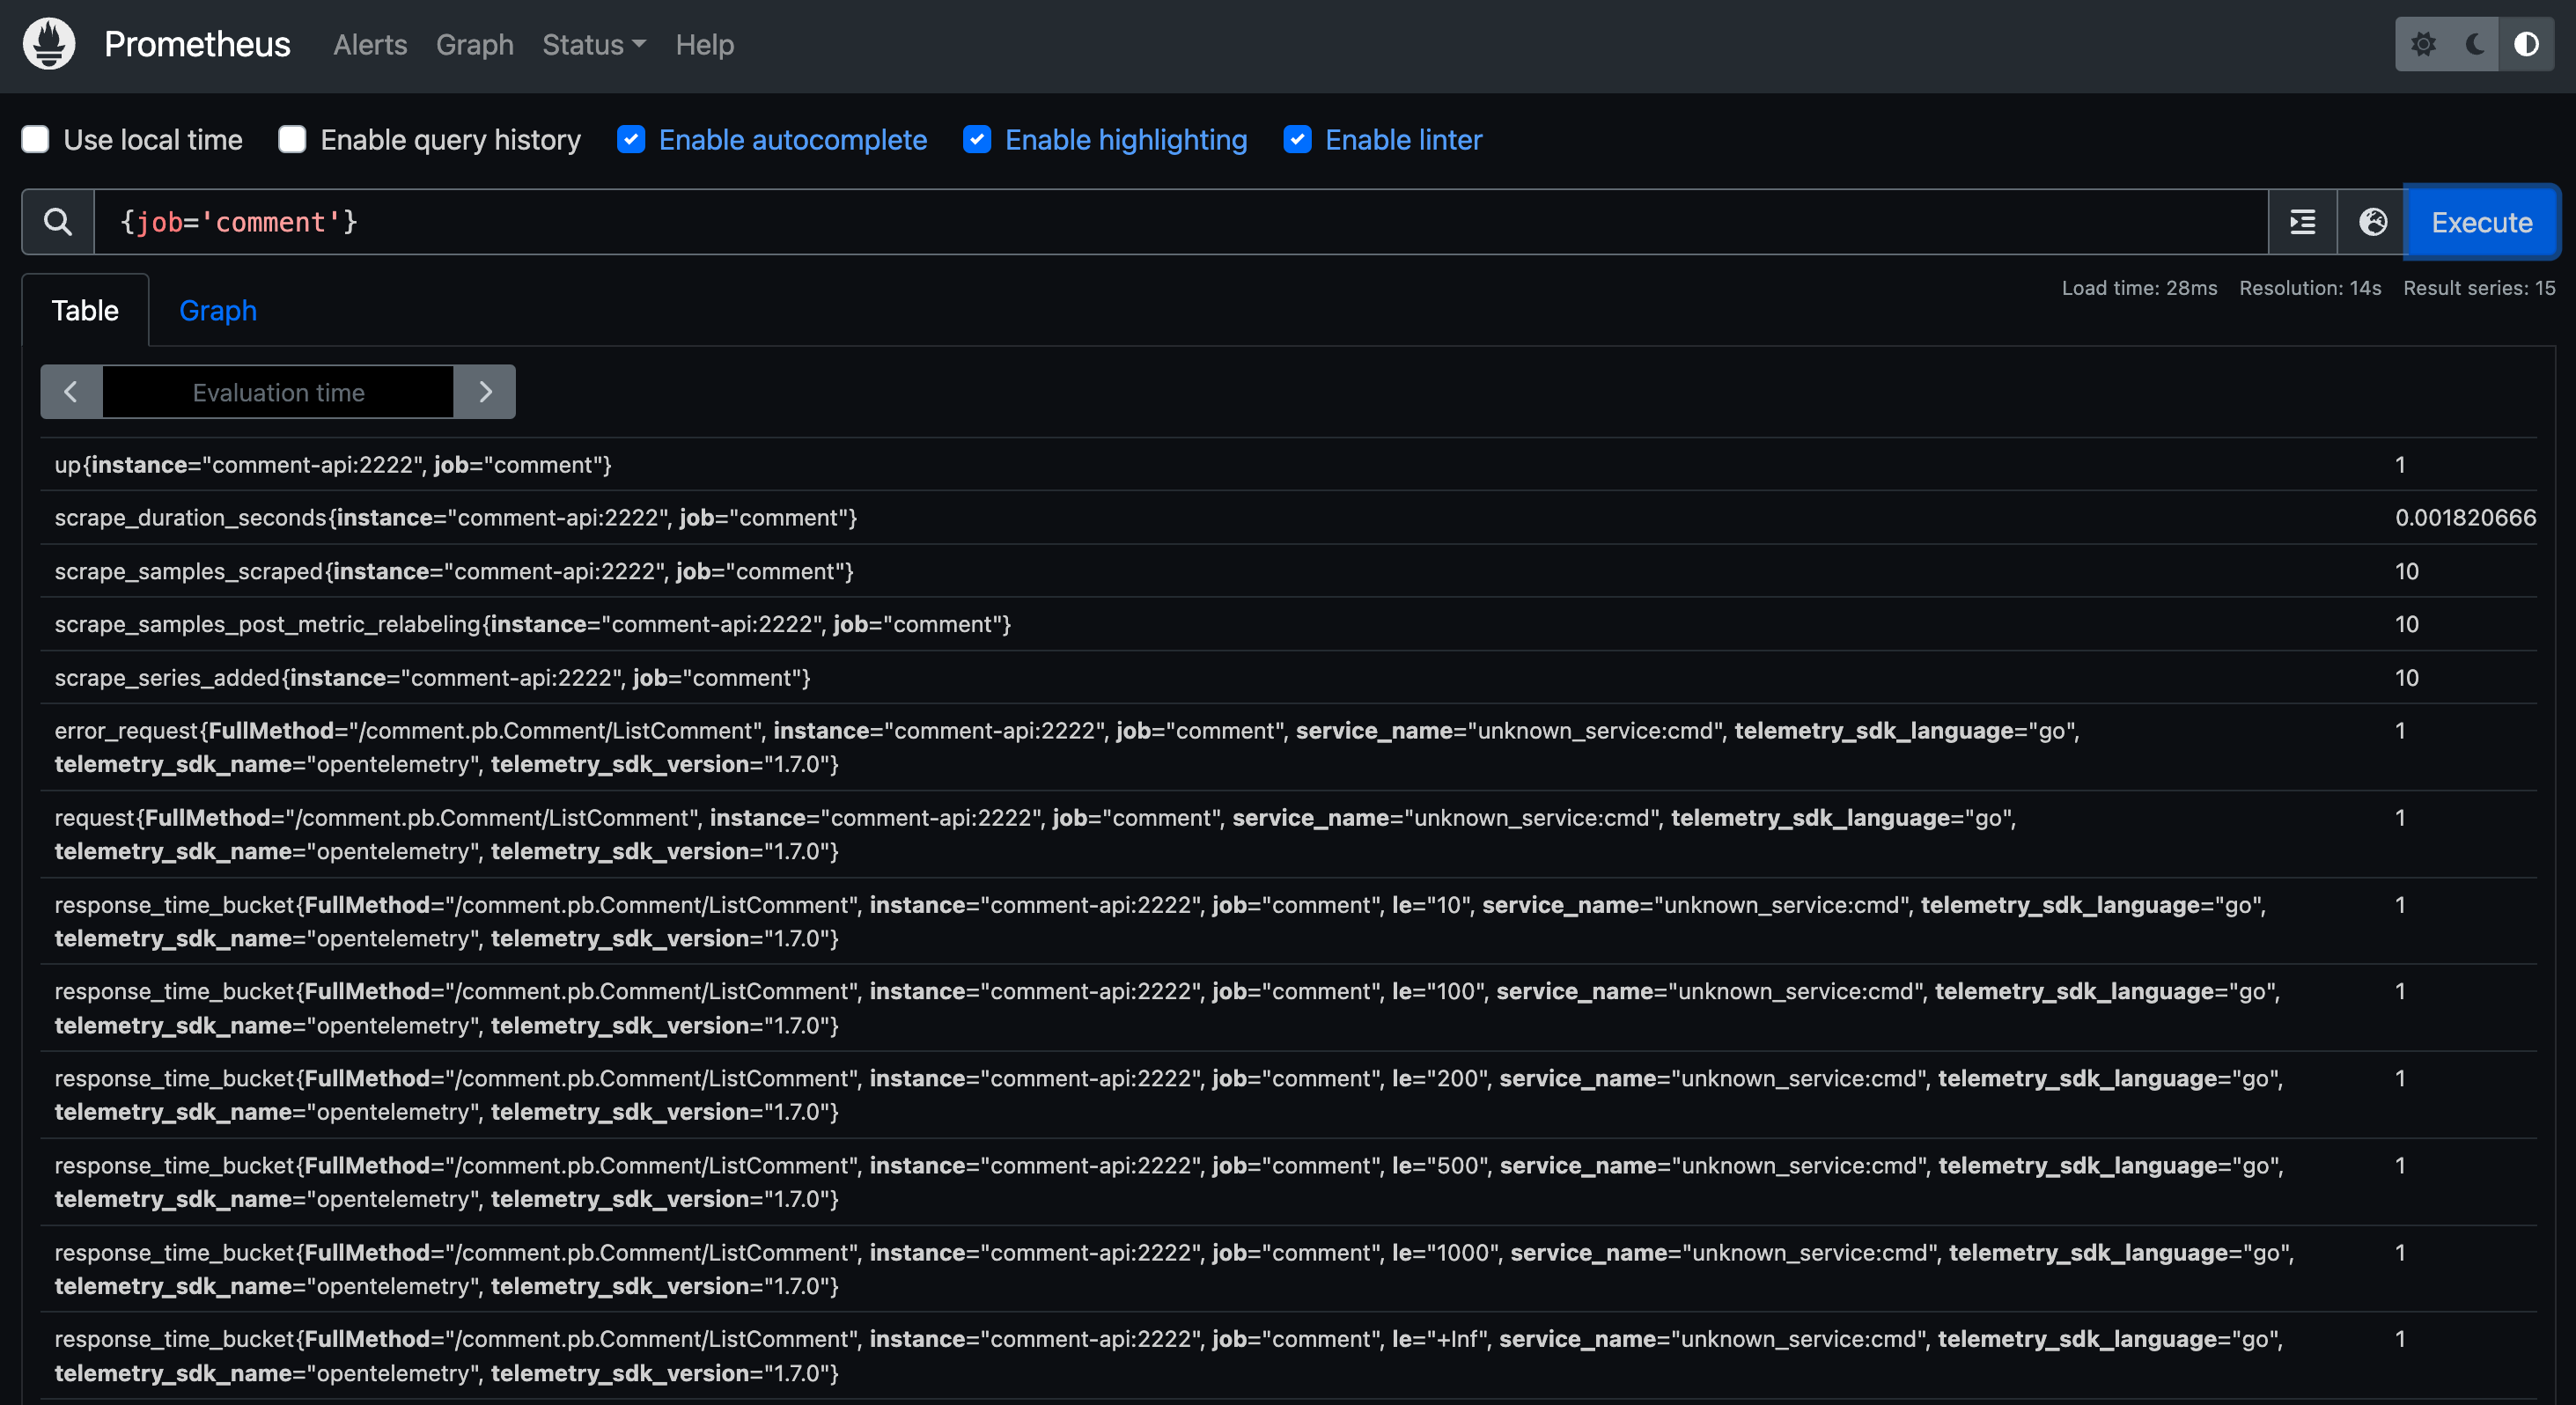 Prometheus Alerts Graph Status Help
Use local time Enable query history Enable autocomplete Enable highlighting Enable linter
{job='comment'} Execute
Load time: 28ms Resolution: 14s Result series: 15
Table Graph
Evaluation time
up{instance="comment-api:2222", job="comment"} 1
scrape_duration_seconds{instance="comment-api:2222", job="comment"} 0.001820666
scrape_samples_scraped{instance="comment-api:2222", job="comment"} 10
scrape_samples_post_metric_relabeling{instance="comment-api:2222", job="comment"} 10
scrape_series_added{instance="comment-api:2222", job="comment"} 10
error_request{FullMethod="/comment.pb.Comment/ListComment", instance="comment-api:2222", job="comment", service_name="unknown_service:cmd", telemetry_sdk_language="go", 1
telemetry_sdk_name="opentelemetry", telemetry_sdk_version="1.7.0"}
request{FullMethod="/comment.pb.Comment/ListComment", instance="comment-api:2222", job="comment", service_name="unknown_service:cmd", telemetry_sdk_language="go", 1
telemetry_sdk_name="opentelemetry", telemetry_sdk_version="1.7.0"}
response_time_bucket{FullMethod="/comment.pb.Comment/ListComment", instance="comment-api:2222", job="comment", le="10", service_name="unknown_service:cmd", telemetry_sdk_language="go", 1
telemetry_sdk_name="opentelemetry", telemetry_sdk_version="1.7.0"}
response_time_bucket{FullMethod="/comment.pb.Comment/ListComment", instance="comment-api:2222", job="comment", le="100", service_name="unknown_service:cmd", telemetry_sdk_language="go", 1
telemetry_sdk_name="opentelemetry", telemetry_sdk_version="1.7.0"}
response_time_bucket{FullMethod="/comment.pb.Comment/ListComment", instance="comment-api:2222", job="comment", le="200", service_name="unknown_service:cmd", telemetry_sdk_language="go", 1
telemetry_sdk_name="opentelemetry", telemetry_sdk_version="1.7.0"}
response_time_bucket{FullMethod="/comment.pb.Comment/ListComment", instance="comment-api:2222", job="comment", le="500", service_name="unknown_service:cmd", telemetry_sdk_language="go", 1
telemetry_sdk_name="opentelemetry", telemetry_sdk_version="1.7.0"}
response_time_bucket{FullMethod="/comment.pb.Comment/ListComment", instance="comment-api:2222", job="comment", le="1000", service_name="unknown_service:cmd", telemetry_sdk_language="go", 1
telemetry_sdk_name="opentelemetry", telemetry_sdk_version="1.7.0"}
response_time_bucket{FullMethod="/comment.pb.Comment/ListComment", instance="comment-api:2222", job="comment", le="+Inf", service_name="unknown_service:cmd", telemetry_sdk_language="go", 1
telemetry_sdk_name="opentelemetry", telemetry_sdk_version="1.7.0"}